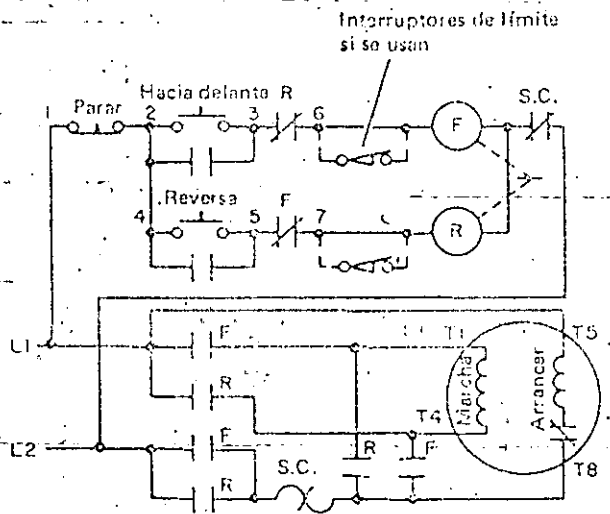 Interruptores de límite
si se usan
Hacia delante R
S.C.
1 Parar 2 3 6
F
Reversa F
4 5 7
R
L1 F T1 T5
R
Marcha
Arrancar
T4
L2 F R F
S.C.
T8
R